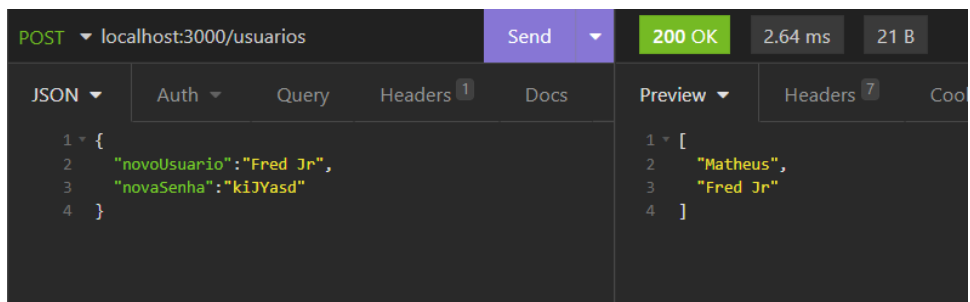 POST localhost:3000/usuarios Send 200 OK 2.64 ms 21 B
JSON Auth Query Headers 1 Docs Preview Headers 7 Cool
1 {
2 "novoUsuario":"Fred Jr",
3 "novaSenha":"kiJYasd"
4 }
1 [
2 "Matheus",
3 "Fred Jr"
4 ]